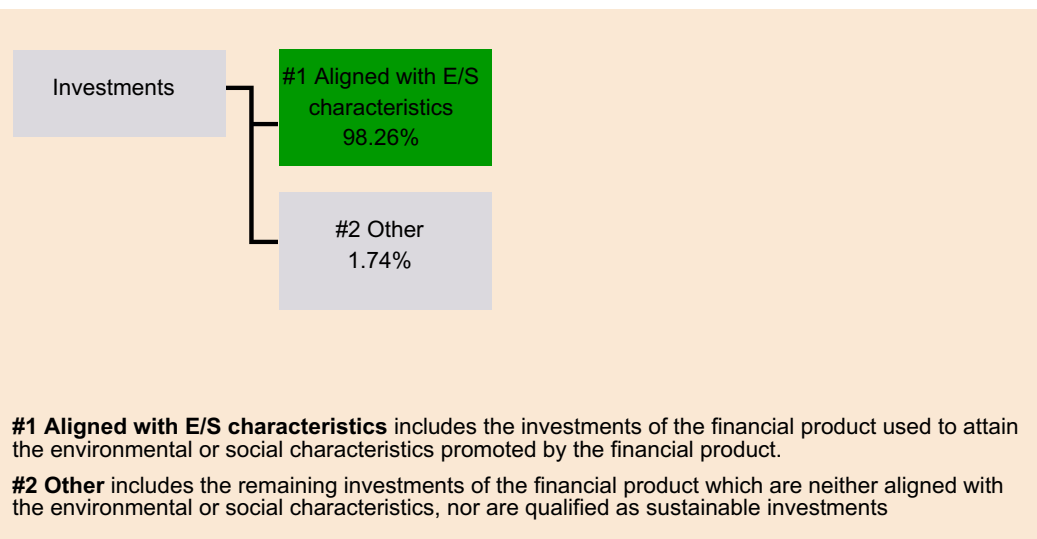 Investments
#1 Aligned with E/S
characteristics
98.26%
#2 Other
1.74%
#1 Aligned with E/S characteristics includes the investments of the financial product used to attain
the environmental or social characteristics promoted by the financial product.
#2 Other includes the remaining investments of the financial product which are neither aligned with
the environmental or social characteristics, nor are qualified as sustainable investments